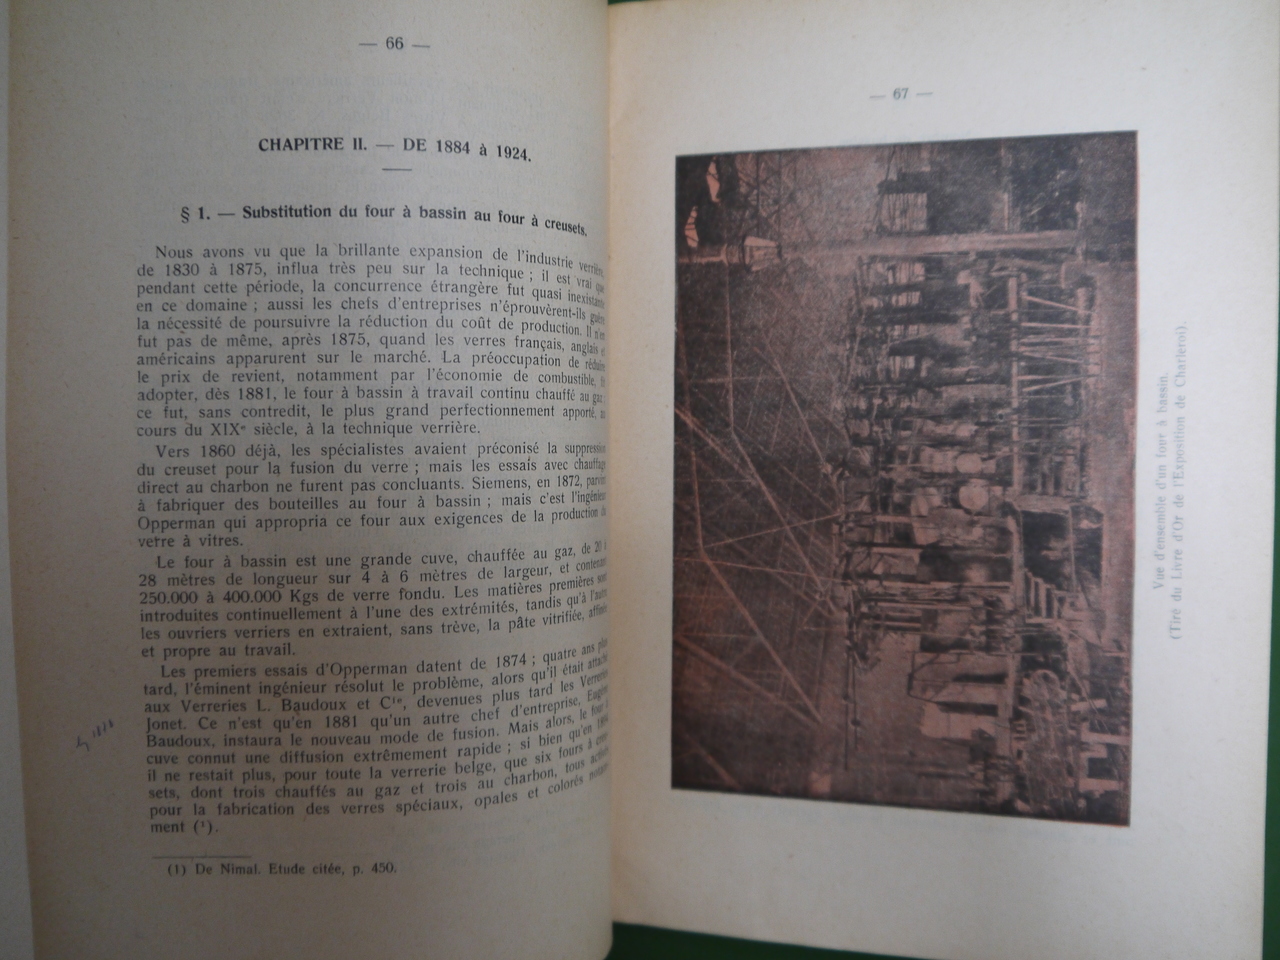 — 66 —
CHAPITRE II. — DE 1884 à 1924.
§ 1. — Substitution du four à bassin au four à creusets.
Nous avons vu que la brillante expansion de l'industrie verrière,
de 1830 à 1875, influa très peu sur la technique ; il est vrai que
pendant cette période, la concurrence étrangère fut quasi inexistante
en ce domaine ; aussi les chefs d'entreprises n'éprouvèrent-ils guère
la nécessité de poursuivre la réduction du coût de production. Il n'en
fut pas de même, après 1875, quand les verres français, anglais et
américains apparurent sur le marché. La préoccupation de réduire
le prix de revient, notamment par l'économie de combustible, fit
adopter, dès 1881, le four à bassin à travail continu chauffé au gaz ;
ce fut, sans contredit, le plus grand perfectionnement apporté, au
cours du XIXe siècle, à la technique verrière.
Vers 1860 déjà, les spécialistes avaient préconisé la suppression
du creuset pour la fusion du verre ; mais les essais avec chauffage
direct au charbon ne furent pas concluants. Siemens, en 1872, parvint
à fabriquer des bouteilles au four à bassin ; mais c'est l'ingénieur
Opperman qui appropria ce four aux exigences de la production du
verre à vitres.
Le four à bassin est une grande cuve, chauffée au gaz, de 20 à
28 mètres de longueur sur 4 à 6 mètres de largeur, et contenant
250.000 à 400.000 Kgs de verre fondu. Les matières premières sont
introduites continuellement à l'une des extrémités, tandis qu'à l'autre
les ouvriers verriers en extraient, sans trève, la pâte vitrifiée, affinée
et propre au travail.
Les premiers essais d'Opperman datent de 1874 ; quatre ans plus
tard, l'éminent ingénieur résolut le problème, alors qu'il était attaché
aux Verreries L. Baudoux et Cie, devenues plus tard les Verreries
Jonet. Ce n'est qu'en 1881 qu'un autre chef d'entreprise, Eugène
Baudoux, instaura le nouveau mode de fusion. Mais alors, le four à
cuve connut une diffusion extrêmement rapide ; si bien qu'en
il ne restait plus, pour toute la verrerie belge, que six fours à creu-
sets, dont trois chauffés au gaz et trois au charbon, tous
pour la fabrication des verres spéciaux, opales et colorés notam-
ment (1).
(1) De Nimal. Etude citée, p. 450.
— 67 —
Vue d'ensemble d'un four à bassin.
(Tiré du Livre d'Or de l'Exposition de Charleroi).